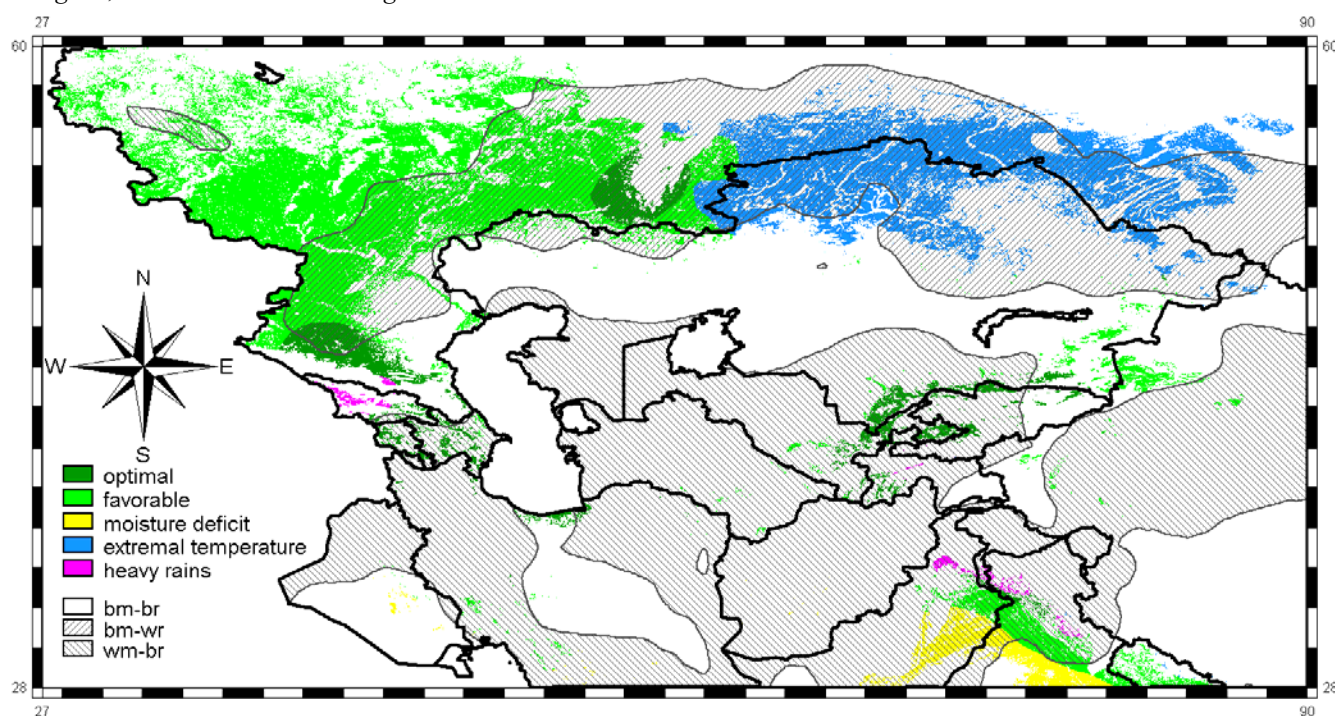 27 90
60 60
N
W E
S
optimal
favorable
moisture deficit
extremal temperature
heavy rains
bm-br
bm-wr
wm-br
28 28
27 90